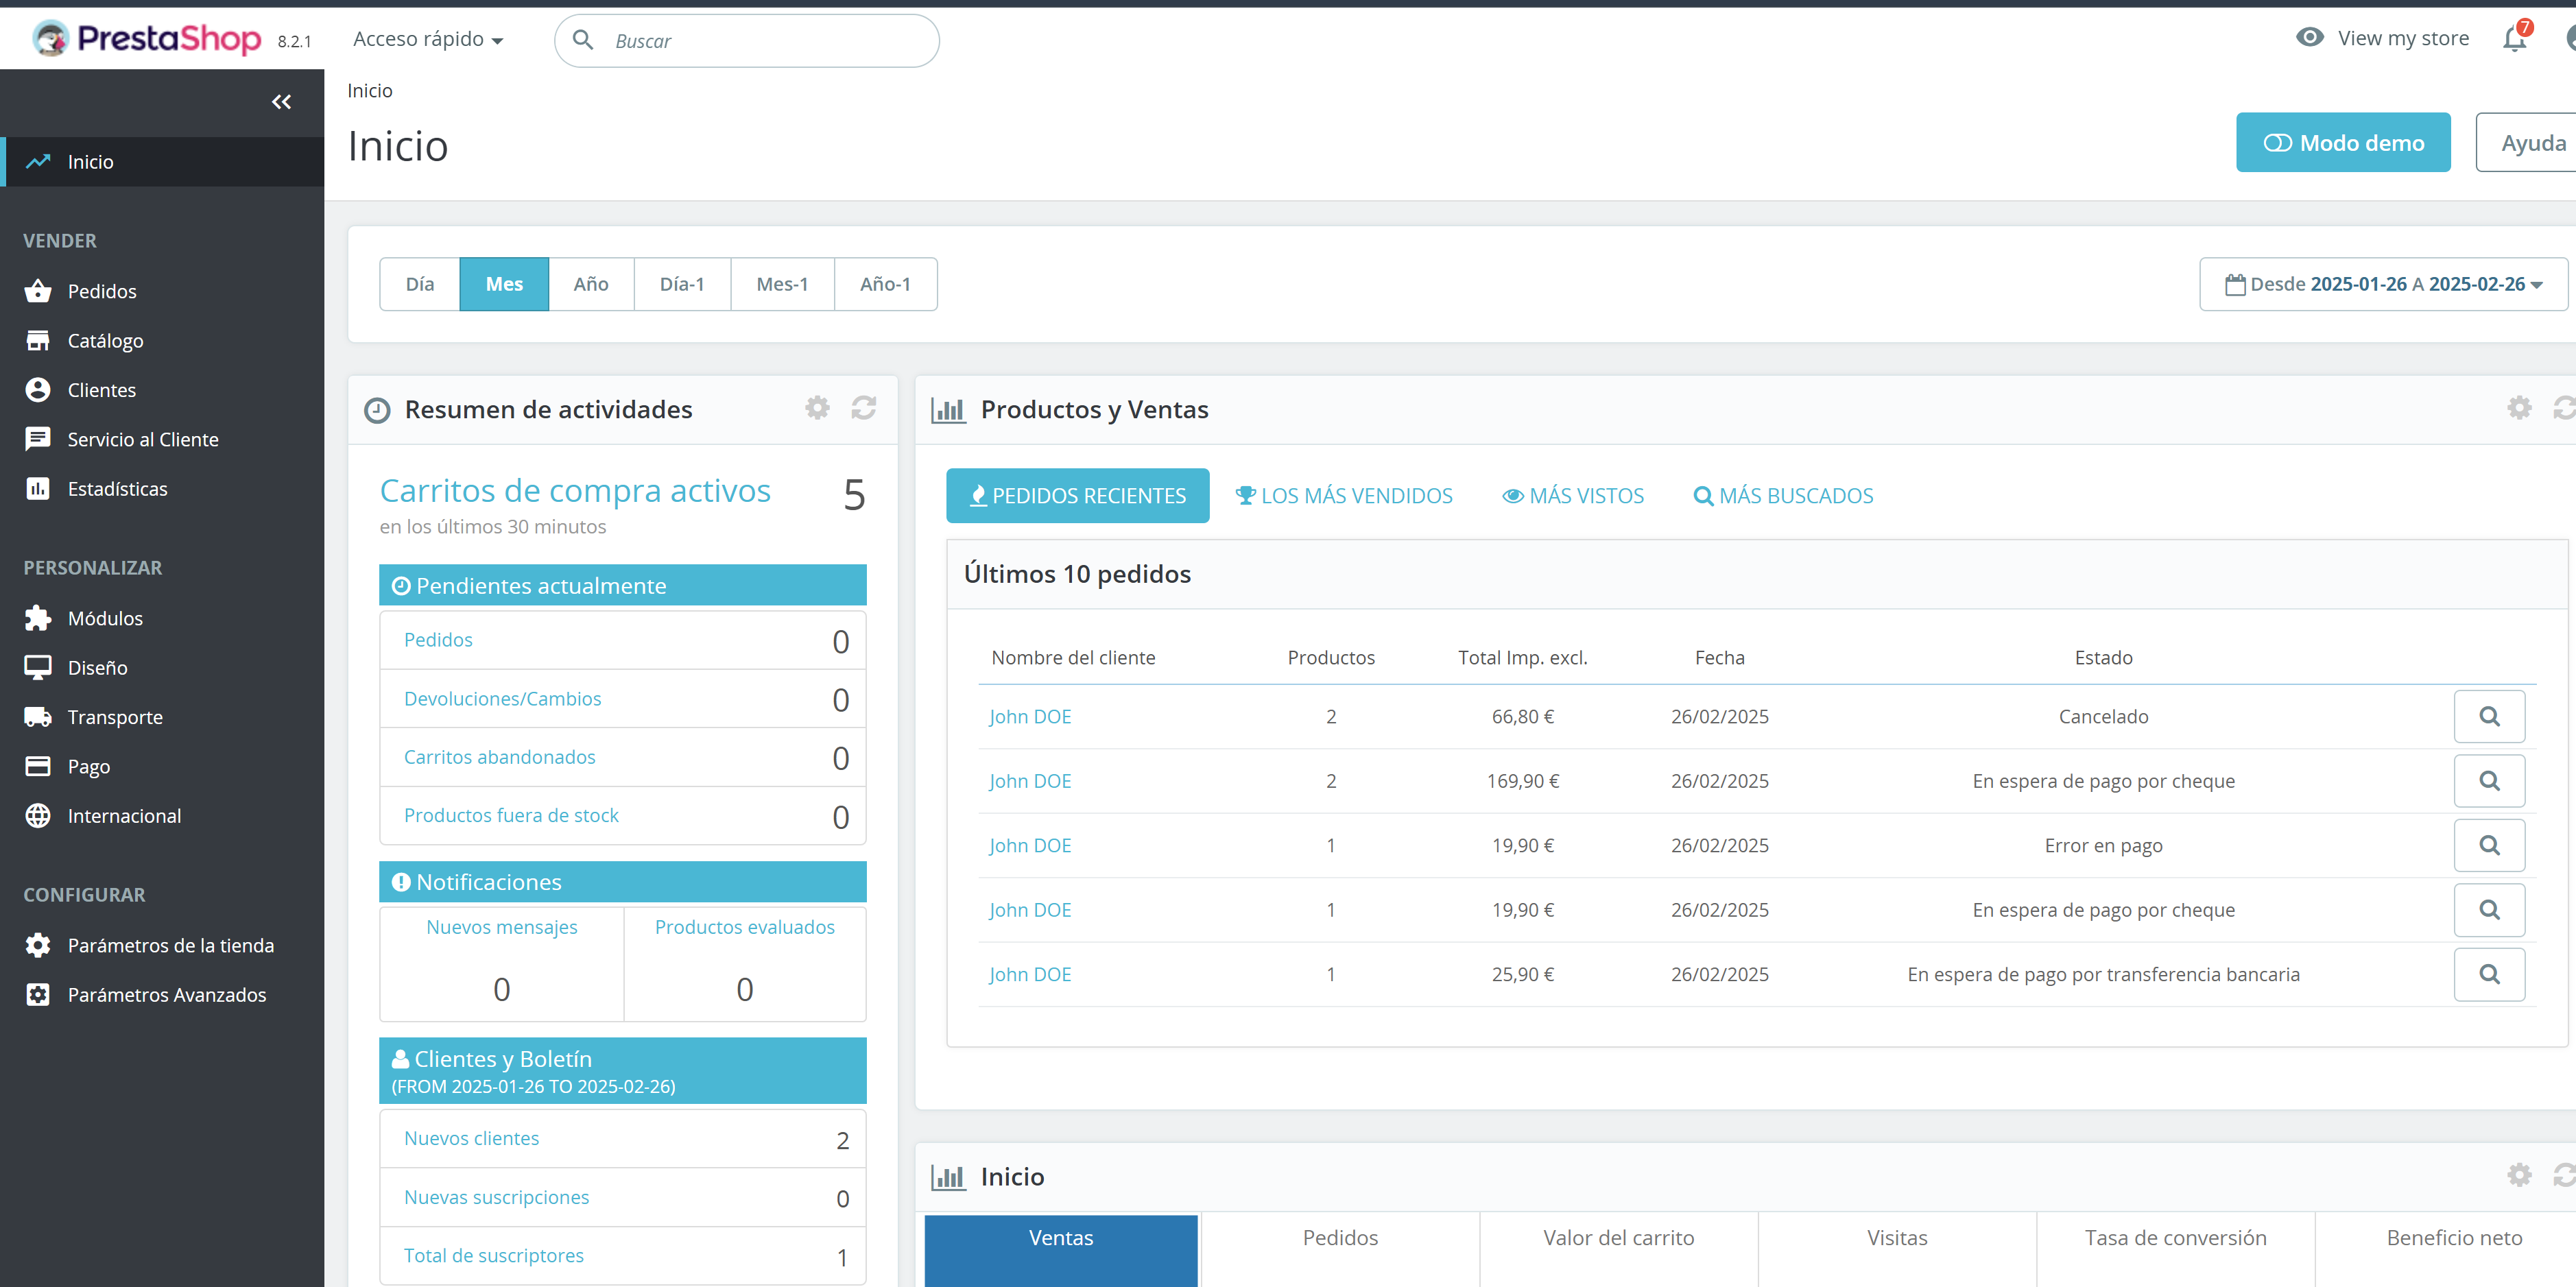 PrestaShop 8.2.1 Acceso rápido Buscar View my store 7
Inicio
Inicio
Modo demo Ayuda
Inicio
VENDER
Pedidos
Catálogo
Clientes
Servicio al Cliente
Estadísticas
PERSONALIZAR
Módulos
Diseño
Transporte
Pago
Internacional
CONFIGURAR
Parámetros de la tienda
Parámetros Avanzados
Día Mes Año Día-1 Mes-1 Año-1
Desde 2025-01-26 A 2025-02-26
Resumen de actividades
Carritos de compra activos 5
en los últimos 30 minutos
Pendientes actualmente
Pedidos 0
Devoluciones/Cambios 0
Carritos abandonados 0
Productos fuera de stock 0
Notificaciones
Nuevos mensajes Productos evaluados
0 0
Clientes y Boletín
(FROM 2025-01-26 TO 2025-02-26)
Nuevos clientes 2
Nuevas suscripciones 0
Total de suscriptores 1
Productos y Ventas
PEDIDOS RECIENTES LOS MÁS VENDIDOS MÁS VISTOS MÁS BUSCADOS
Últimos 10 pedidos
Nombre del cliente Productos Total Imp. excl. Fecha Estado
John DOE 2 66,80 € 26/02/2025 Cancelado
John DOE 2 169,90 € 26/02/2025 En espera de pago por cheque
John DOE 1 19,90 € 26/02/2025 Error en pago
John DOE 1 19,90 € 26/02/2025 En espera de pago por cheque
John DOE 1 25,90 € 26/02/2025 En espera de pago por transferencia bancaria
Inicio
Ventas Pedidos Valor del carrito Visitas Tasa de conversión Beneficio neto